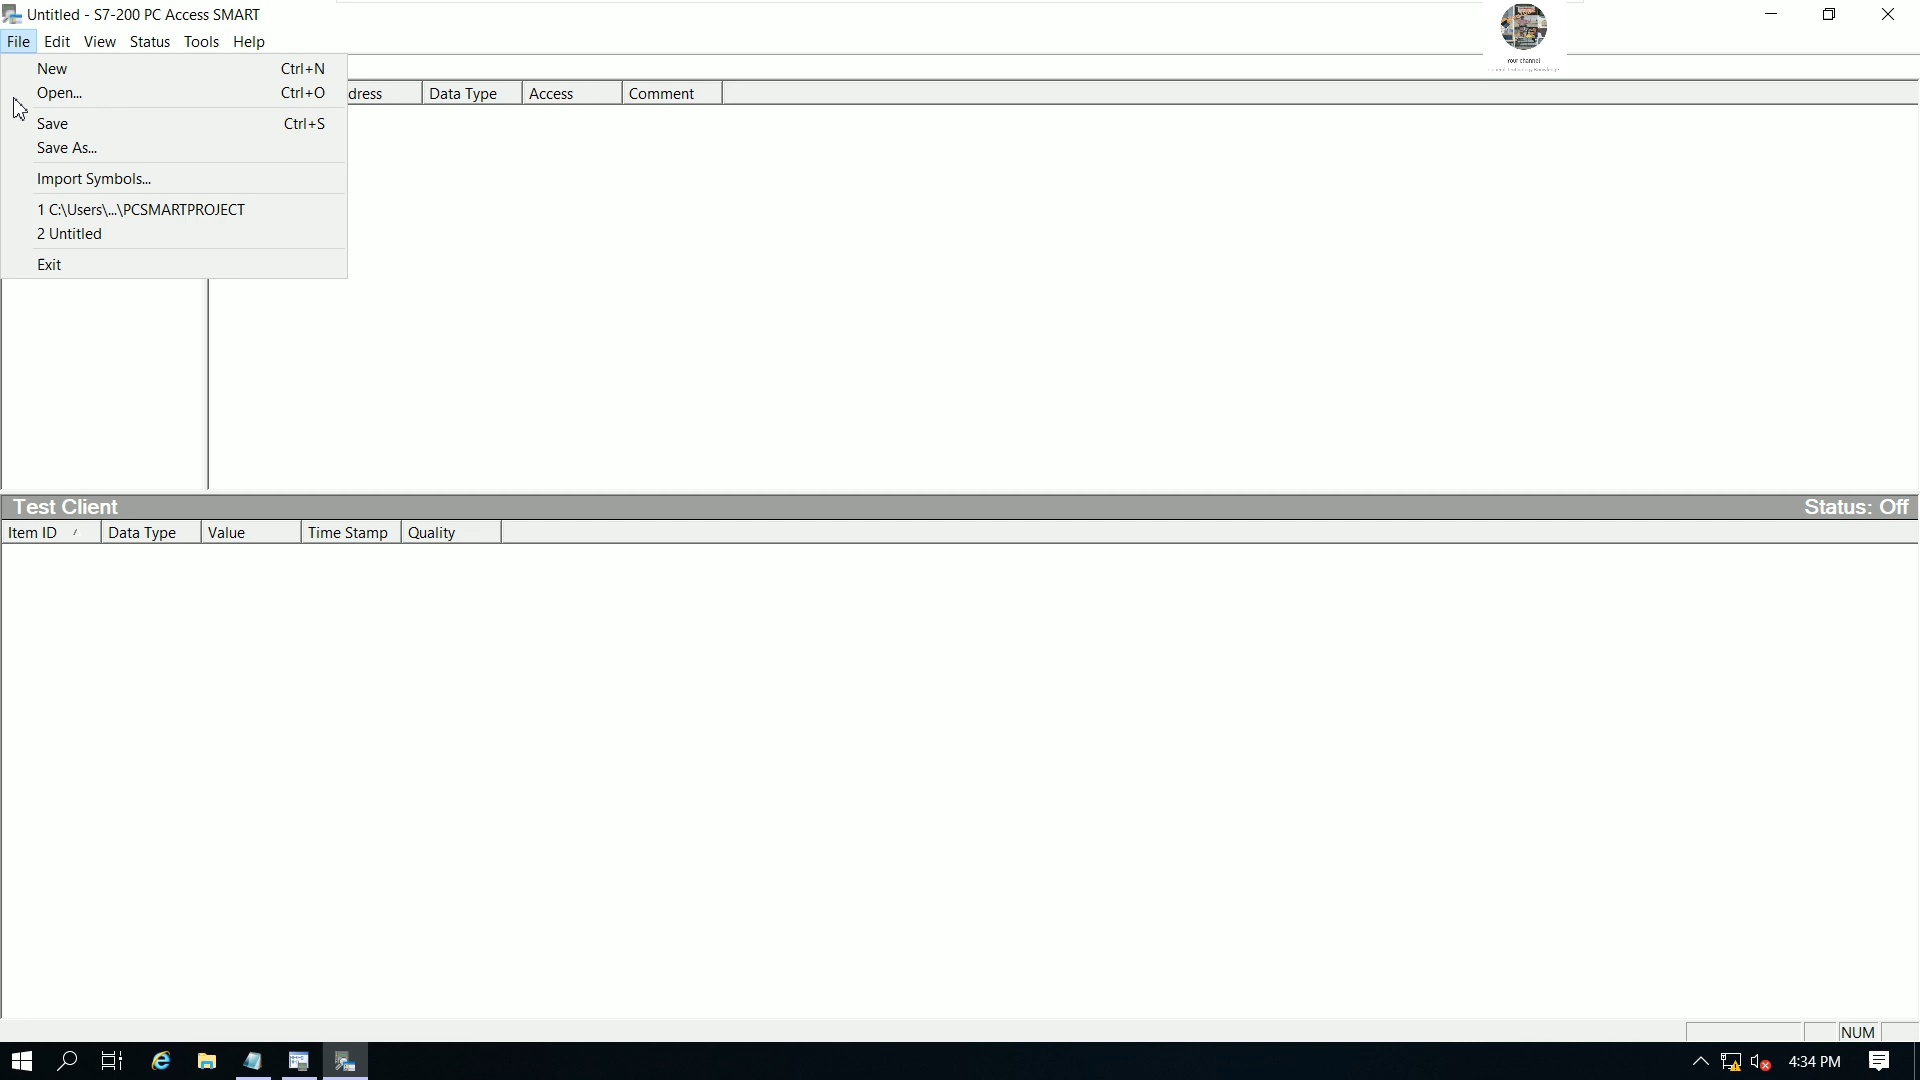 Untitled - S7-200 PC Access SMART
Your channel
File Edit View Status Tools Help
New Ctrl+N
Open... Ctrl+O
Save Ctrl+S
Save As...
Import Symbols...
1 C:\Users\...\PCSMARTPROJECT
2 Untitled
Exit
dress Data Type Access Comment
Test Client Status: Off
Item ID Data Type Value Time Stamp Quality
NUM
4:34 PM